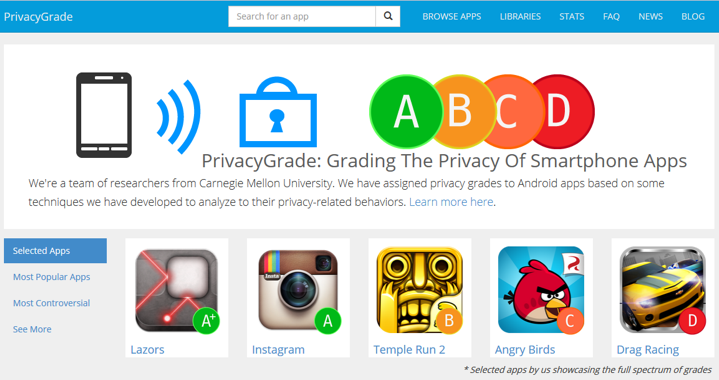 PrivacyGrade
Search for an app
BROWSE APPS LIBRARIES STATS FAQ NEWS BLOG
A B C D
PrivacyGrade: Grading The Privacy Of Smartphone Apps
We're a team of researchers from Carnegie Mellon University. We have assigned privacy grades to Android apps based on some
techniques we have developed to analyze to their privacy-related behaviors. Learn more here.
Selected Apps
Most Popular Apps
Most Controversial
See More
A+
Lazors
Insta
A
Instagram
B
Temple Run 2
C
Angry Birds
D
Drag Racing
* Selected apps by us showcasing the full spectrum of grades